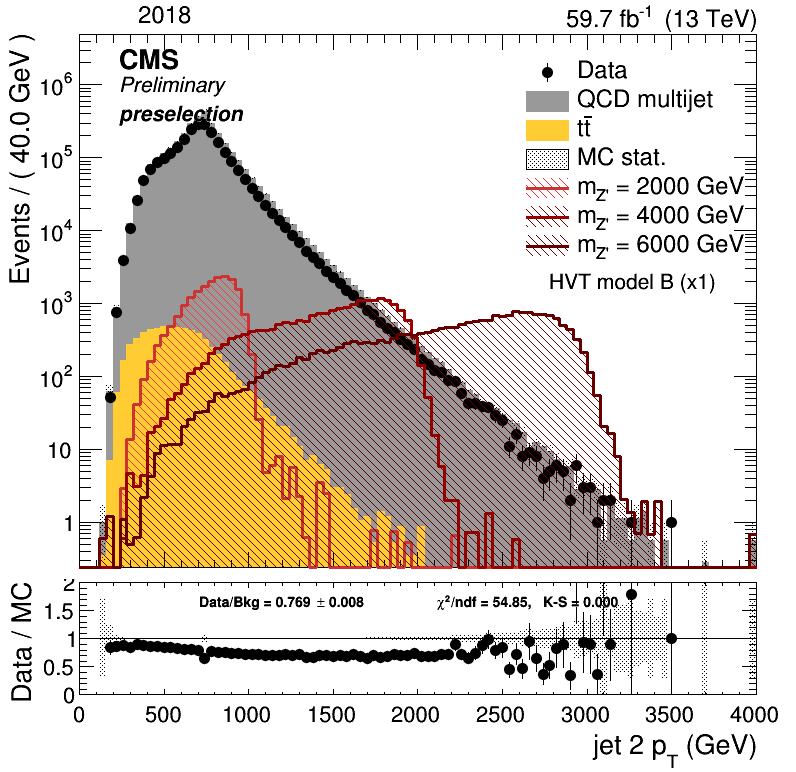 2018
59.7 fb⁻¹ (13 TeV)
Events / ( 40.0 GeV )
CMS
Preliminary
preselection
Data
QCD multijet
tt̄
MC stat.
m_Z' = 2000 GeV
m_Z' = 4000 GeV
m_Z' = 6000 GeV
HVT model B (x1)
10⁶
10⁵
10⁴
10³
10²
10
1
Data / MC
Data/Bkg = 0.769 ± 0.008
χ²/ndf = 54.85, K-S = 0.000
2
1.5
1
0.5
0
0 500 1000 1500 2000 2500 3000 3500 4000
jet 2 p_T (GeV)